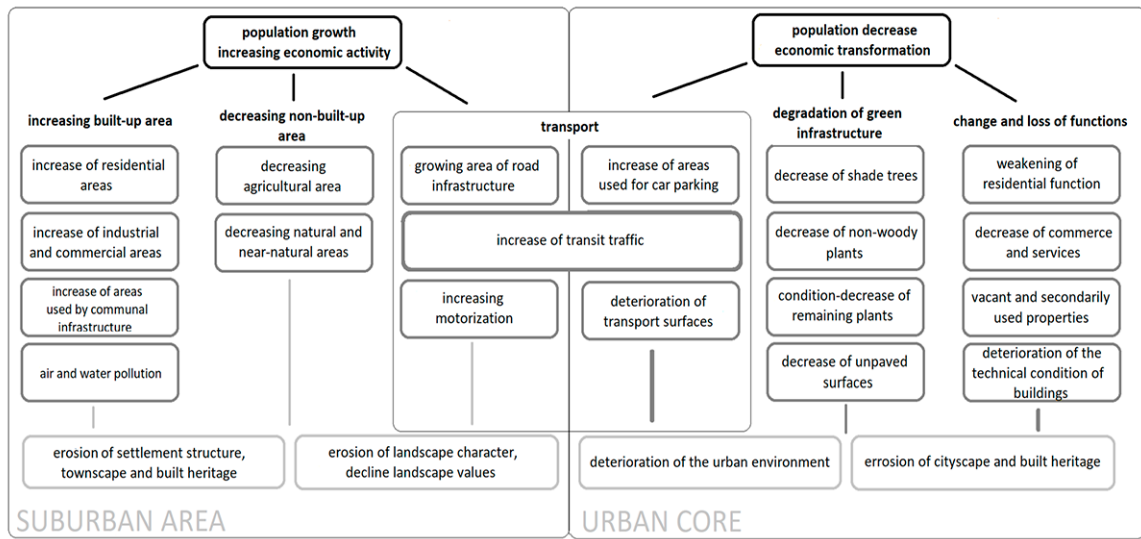 population growth
increasing economic activity
population decrease
economic transformation
increasing built-up area
decreasing non-built-up
area
transport
degradation of green
infrastructure
change and loss of functions
increase of residential
areas
increase of industrial
and commercial areas
increase of areas
used by communal
infrastructure
air and water pollution
decreasing
agricultural area
decreasing natural and
near-natural areas
growing area of road
infrastructure
increase of areas
used for car parking
increase of transit traffic
increasing
motorization
deterioration of
transport surfaces
decrease of shade trees
decrease of non-woody
plants
condition-decrease of
remaining plants
decrease of unpaved
surfaces
weakening of
residential function
decrease of commerce
and services
vacant and secondarily
used properties
deterioration of the
technical condition of
buildings
erosion of settlement structure,
townscape and built heritage
erosion of landscape character,
decline landscape values
deterioration of the urban environment
errosion of cityscape and built heritage
SUBURBAN AREA
URBAN CORE